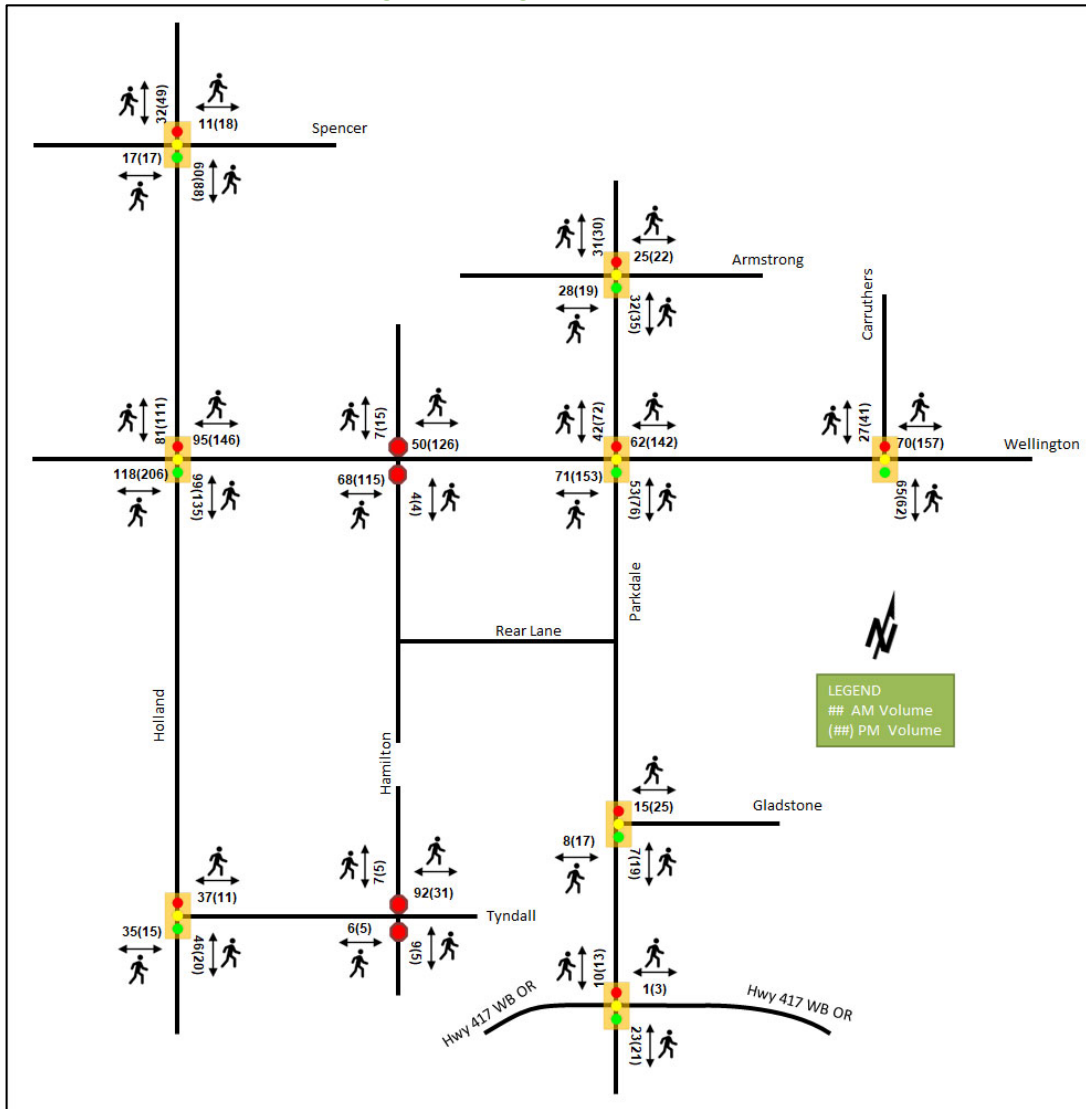 32(49)
11(18)
Spencer
17(17)
60(88)
31(30)
25(22)
Armstrong
28(19)
32(35)
Carruthers
81(111)
95(146)
7(15)
50(126)
42(72)
62(142)
27(41)
70(157)
Wellington
118(206)
99(135)
68(115)
4(4)
71(153)
53(76)
65(62)
Parkdale
Rear Lane
N
LEGEND
## AM Volume
(##) PM Volume
Holland
Hamilton
15(25)
Gladstone
8(17)
7(19)
37(11)
7(5)
92(31)
Tyndall
35(15)
46(20)
6(5)
10(13)
1(3)
Hwy 417 WB OR
Hwy 417 WB OR
23(21)